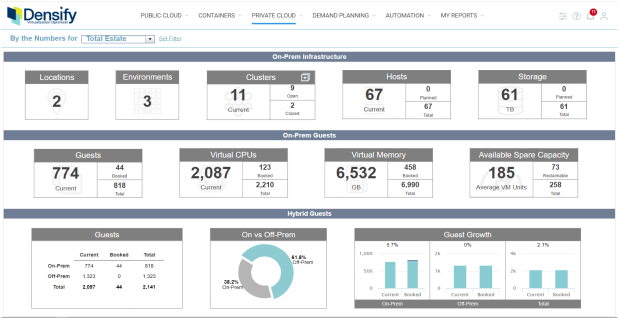 Densify
Virtualization Optimized
PUBLIC CLOUD
CONTAINERS
PRIVATE CLOUD
DEMAND PLANNING
AUTOMATION
MY REPORTS
11
By the Numbers for Total Estate Set Filter
On-Prem Infrastructure
Locations
2
Environments
3
Clusters
11
Current
9
Open
2
Closed
Hosts
67
Current
0
Planned
67
Total
Storage
61
TB
0
Planned
61
Total
On-Prem Guests
Guests
774
Current
44
Booked
818
Total
Virtual CPUs
2,087
Current
123
Booked
2,210
Total
Virtual Memory
6,532
GB
458
Booked
6,990
Total
Available Spare Capacity
185
Average VM Units
73
Reclaimable
258
Total
Hybrid Guests
Guests
Current Booked Total
On-Prem 774 44 818
Off-Prem 1,323 0 1,323
Total 2,097 44 2,141
On vs Off-Prem
61.8%
Off-Prem
38.2%
On-Prem
Guest Growth
5.7%
1,000
500
0
Current Booked
On-Prem
0%
2k
1k
0
Current Booked
Off-Prem
2.1%
4k
2k
0
Current Booked
Total